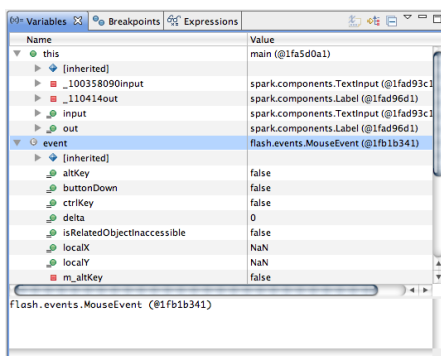 (x)= Variables Breakpoints Expressions
Name Value
this main (@1fa5d0a1)
[inherited]
_100358090input spark.components.TextInput (@1fad93c1
_110414out spark.components.Label (@1fad96d1)
input spark.components.TextInput (@1fad93c1
out spark.components.Label (@1fad96d1)
event flash.events.MouseEvent (@1fb1b341)
[inherited]
altKey false
buttonDown false
ctrlKey false
delta 0
isRelatedObjectInaccessible false
localX NaN
localY NaN
m_altKey false
flash.events.MouseEvent (@1fb1b341)